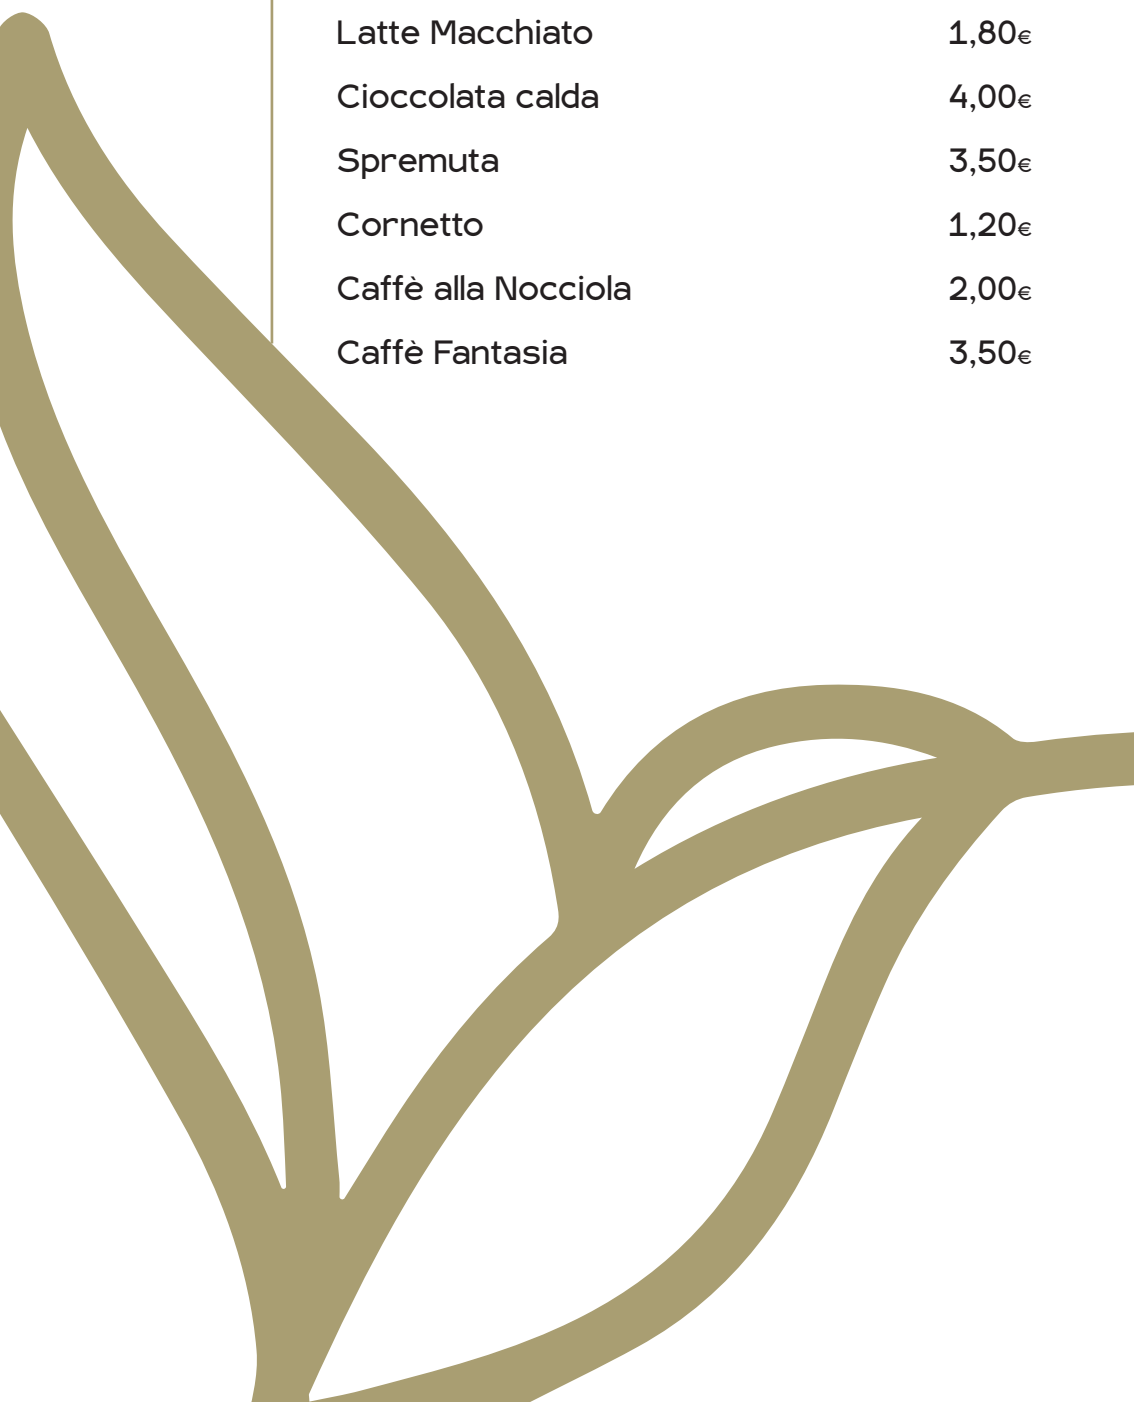 Latte Macchiato 1,80€
Cioccolata calda 4,00€
Spremuta 3,50€
Cornetto 1,20€
Caffè alla Nocciola 2,00€
Caffè Fantasia 3,50€